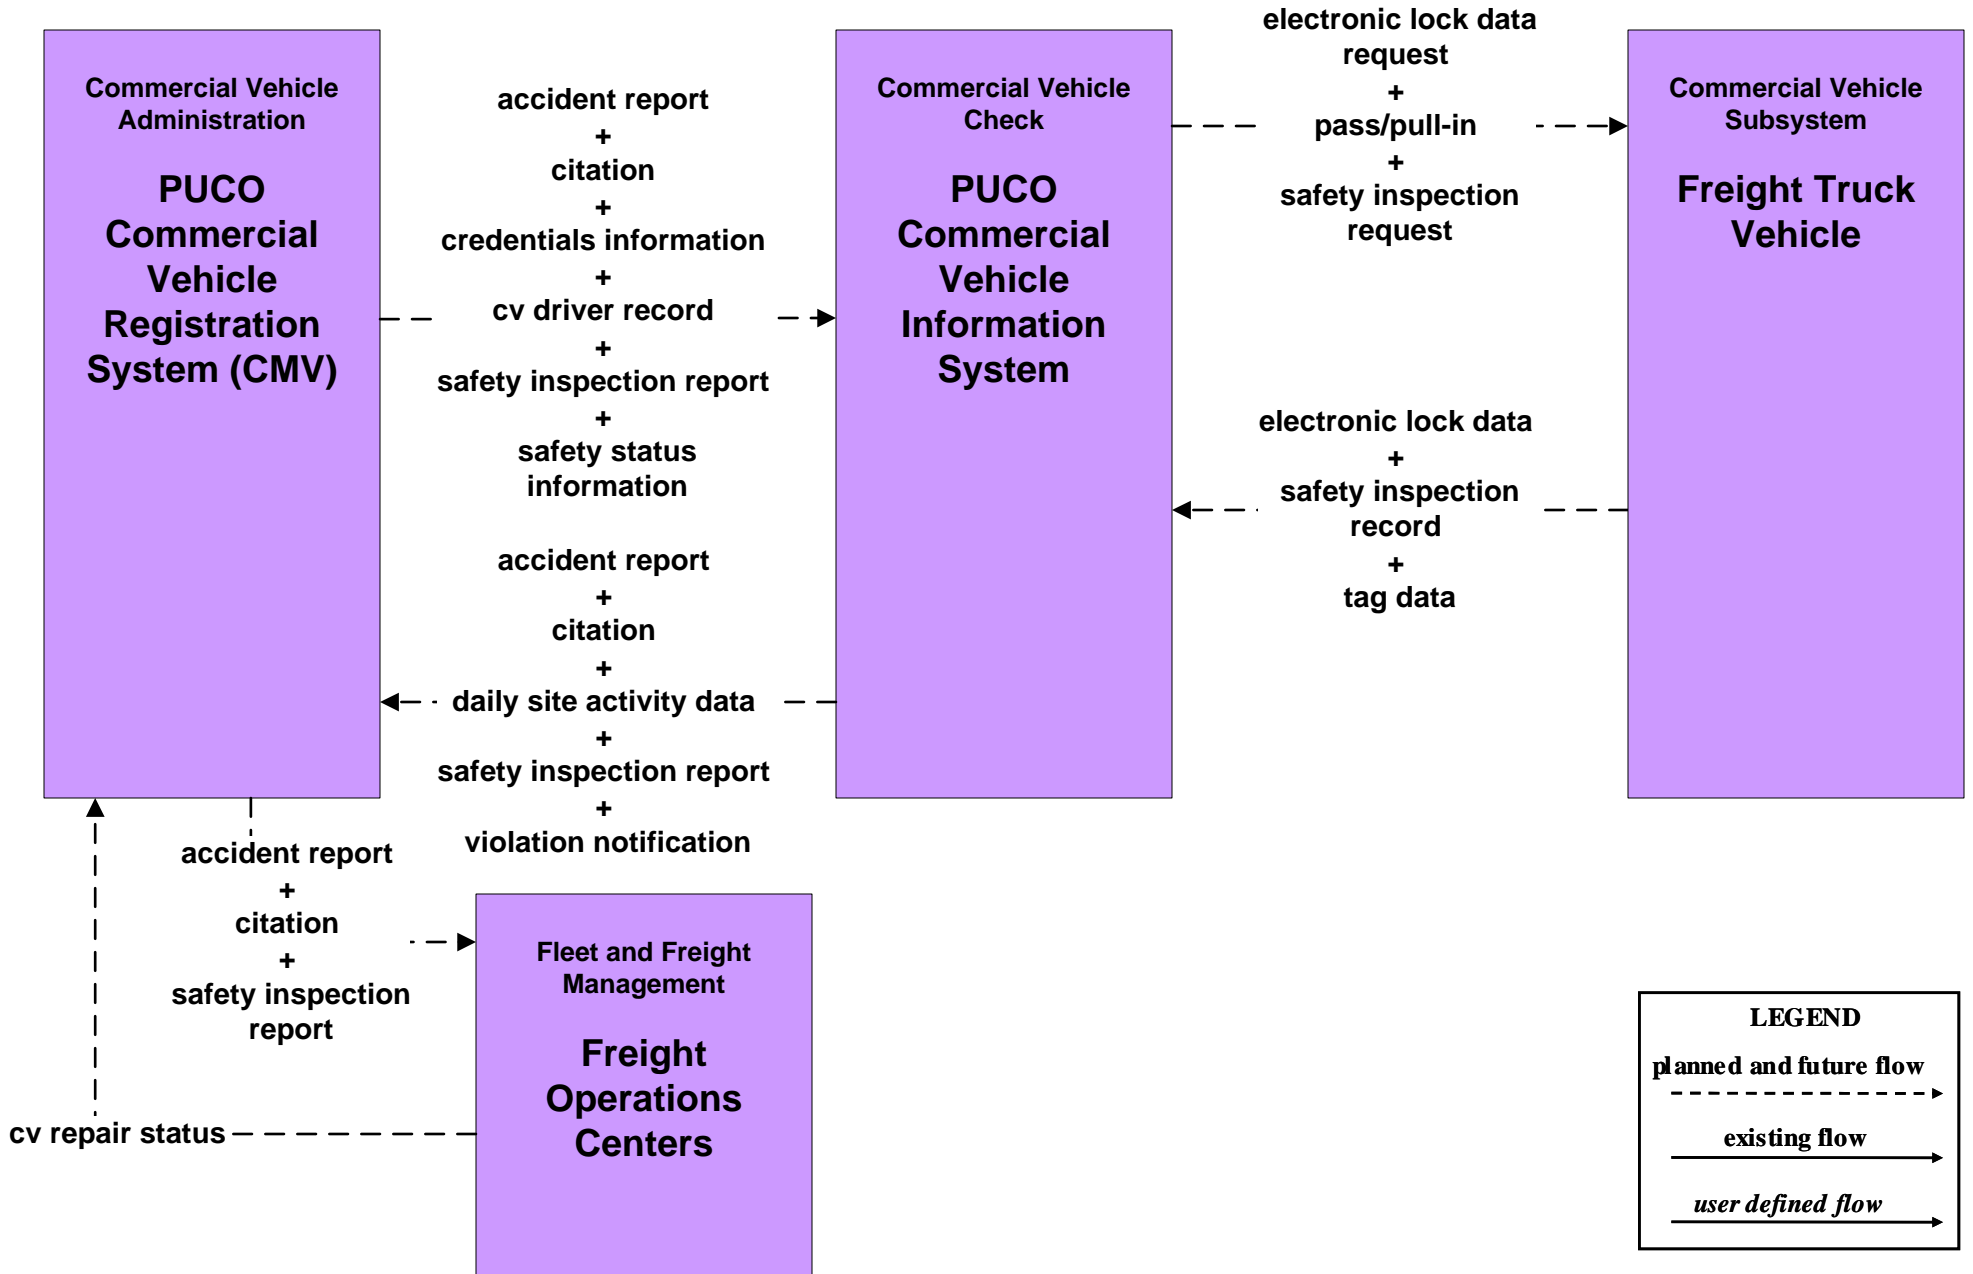 Commercial Vehicle
Administration
PUCO
Commercial
Vehicle
Registration
System (CMV)
accident report
+
citation
+
credentials information
+
cv driver record
+
safety inspection report
+
safety status
information
accident report
+
citation
+
daily site activity data
+
safety inspection report
+
violation notification
Commercial Vehicle
Check
PUCO
Commercial
Vehicle
Information
System
electronic lock data
request
+
pass/pull-in
+
safety inspection
request
electronic lock data
+
safety inspection
record
+
tag data
Commercial Vehicle
Subsystem
Freight Truck
Vehicle
accident report
+
citation
+
safety inspection
report
cv repair status
Fleet and Freight
Management
Freight
Operations
Centers
LEGEND
planned and future flow
existing flow
user defined flow